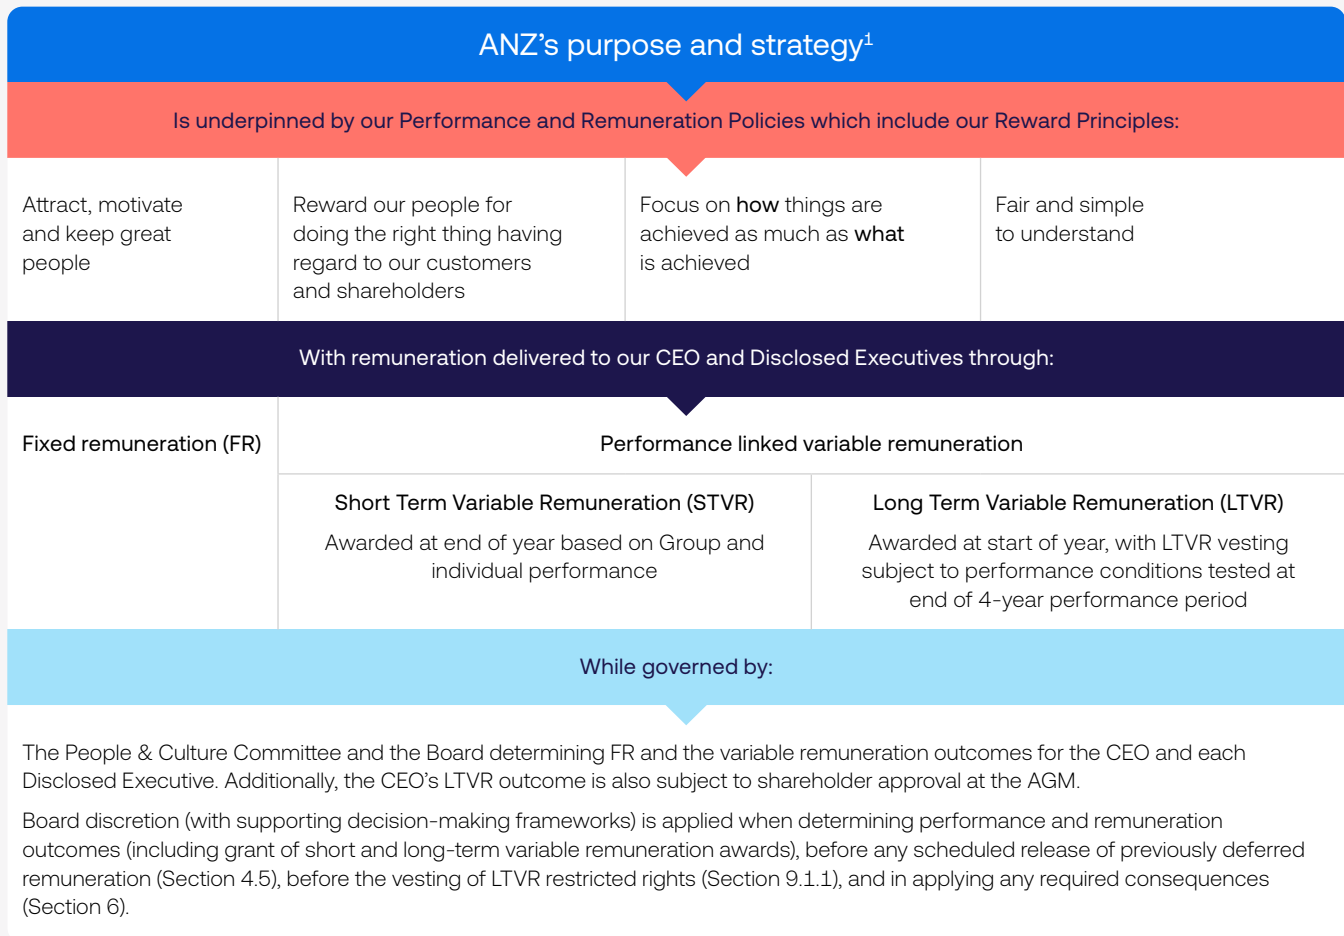 ANZ’s purpose and strategy¹
Is underpinned by our Performance and Remuneration Policies which include our Reward Principles:
Attract, motivate
and keep great
people
Reward our people for
doing the right thing having
regard to our customers
and shareholders
Focus on how things are
achieved as much as what
is achieved
Fair and simple
to understand
With remuneration delivered to our CEO and Disclosed Executives through:
Fixed remuneration (FR)
Performance linked variable remuneration
Short Term Variable Remuneration (STVR)
Awarded at end of year based on Group and
individual performance
Long Term Variable Remuneration (LTVR)
Awarded at start of year, with LTVR vesting
subject to performance conditions tested at
end of 4-year performance period
While governed by:
The People & Culture Committee and the Board determining FR and the variable remuneration outcomes for the CEO and each
Disclosed Executive. Additionally, the CEO’s LTVR outcome is also subject to shareholder approval at the AGM.
Board discretion (with supporting decision-making frameworks) is applied when determining performance and remuneration
outcomes (including grant of short and long-term variable remuneration awards), before any scheduled release of previously deferred
remuneration (Section 4.5), before the vesting of LTVR restricted rights (Section 9.1.1), and in applying any required consequences
(Section 6).